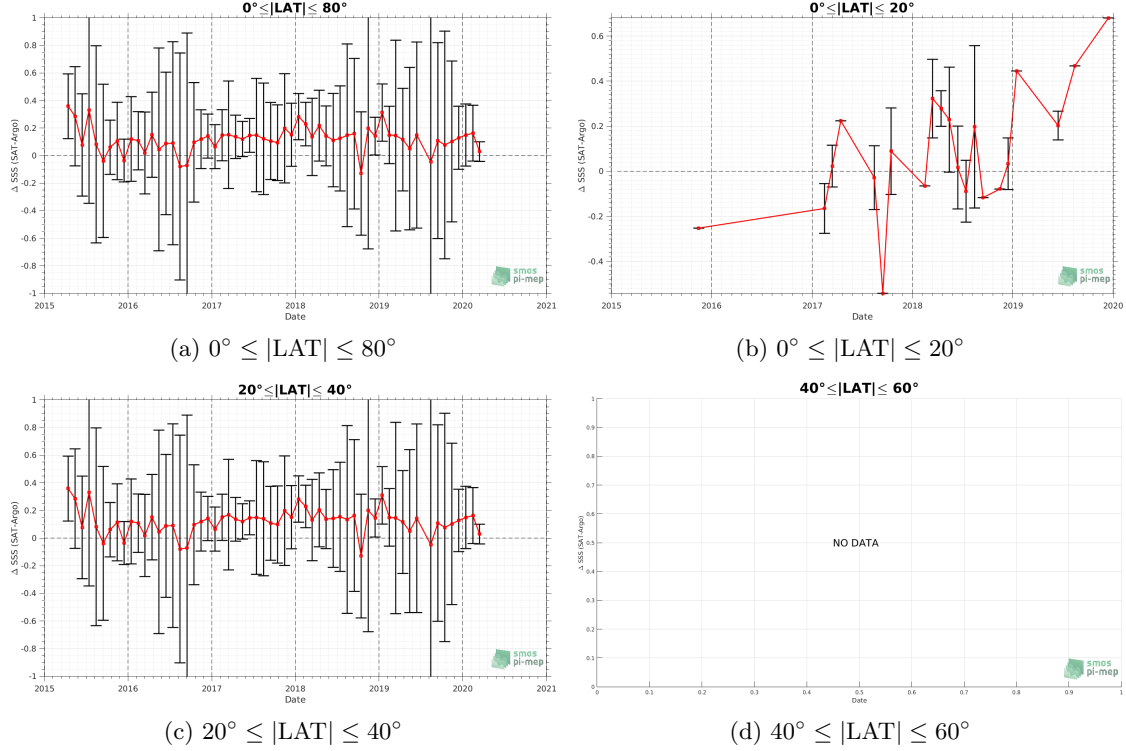 0°≤|LAT|≤ 80°
Δ SSS (SAT-Argo)
1
0.8
0.6
0.4
0.2
0
-0.2
-0.4
-0.6
-0.8
-1
2015 2016 2017 2018 2019 2020 2021
Date
smos
pi-mep
(a) 0° ≤ |LAT| ≤ 80°
0°≤|LAT|≤ 20°
Δ SSS (SAT-Argo)
0.6
0.4
0.2
0
-0.2
-0.4
2015 2016 2017 2018 2019 2020
Date
smos
pi-mep
(b) 0° ≤ |LAT| ≤ 20°
20°≤|LAT|≤ 40°
Δ SSS (SAT-Argo)
1
0.8
0.6
0.4
0.2
0
-0.2
-0.4
-0.6
-0.8
-1
2015 2016 2017 2018 2019 2020 2021
Date
smos
pi-mep
(c) 20° ≤ |LAT| ≤ 40°
40°≤|LAT|≤ 60°
Δ SSS (SAT-Argo)
1
0.9
0.8
0.7
0.6
0.5
0.4
0.3
0.2
0.1
0
NO DATA
0 0.1 0.2 0.3 0.4 0.5 0.6 0.7 0.8 0.9 1
Date
smos
pi-mep
(d) 40° ≤ |LAT| ≤ 60°